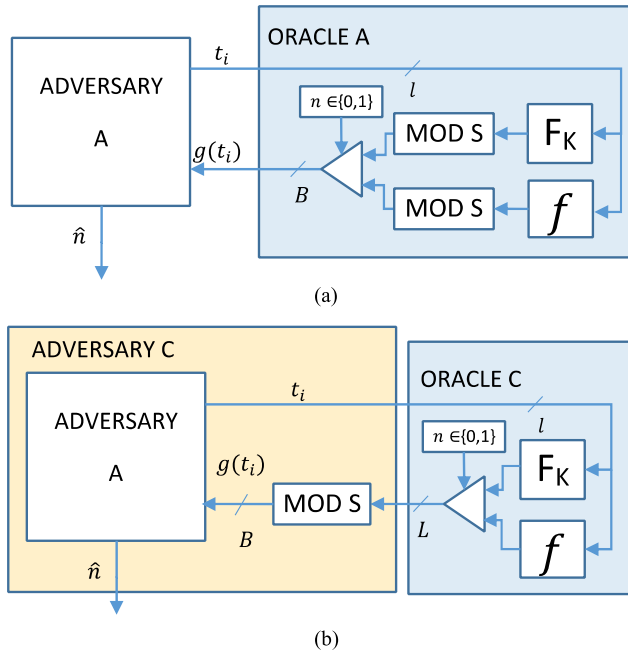 ORACLE A
t_i
l
ADVERSARY
A
n ∈{0,1}
MOD S
F_K
g(t_i)
B
MOD S
f
n̂
(a)
ADVERSARY C
ORACLE C
ADVERSARY
A
t_i
l
n ∈{0,1}
F_K
g(t_i)
MOD S
B
L
f
n̂
(b)